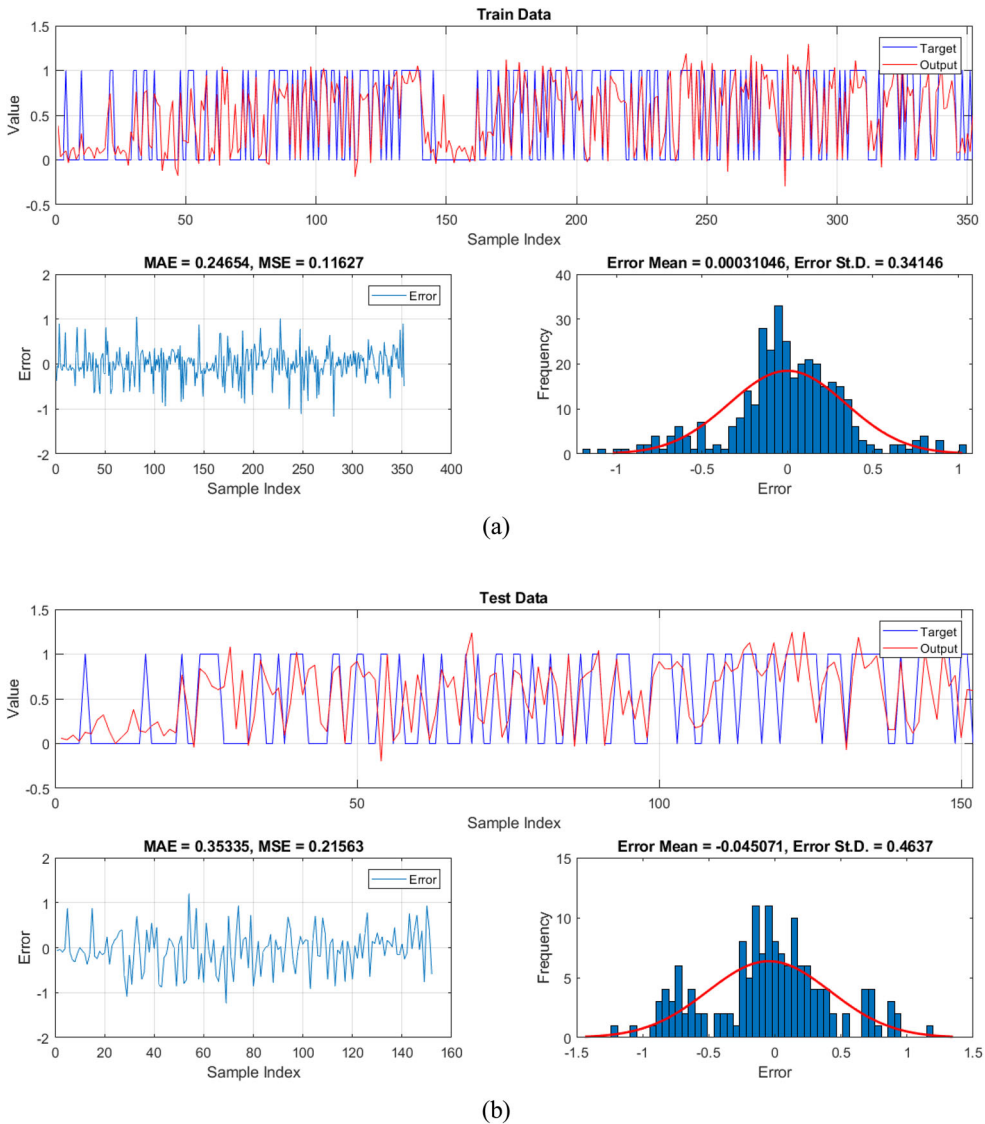 Train Data
1.5
1
0.5
0
-0.5
Value
Target
Output
0 50 100 150 200 250 300 350
Sample Index
MAE = 0.24654, MSE = 0.11627
2
1
0
-1
-2
Error
Error
0 50 100 150 200 250 300 350 400
Sample Index
Error Mean = 0.00031046, Error St.D. = 0.34146
40
30
20
10
0
Frequency
-1 -0.5 0 0.5 1
Error
(a)
Test Data
1.5
1
0.5
0
-0.5
Value
Target
Output
0 50 100 150
Sample Index
MAE = 0.35335, MSE = 0.21563
2
1
0
-1
-2
Error
Error
0 20 40 60 80 100 120 140 160
Sample Index
Error Mean = -0.045071, Error St.D. = 0.4637
15
10
5
0
Frequency
-1.5 -1 -0.5 0 0.5 1 1.5
Error
(b)